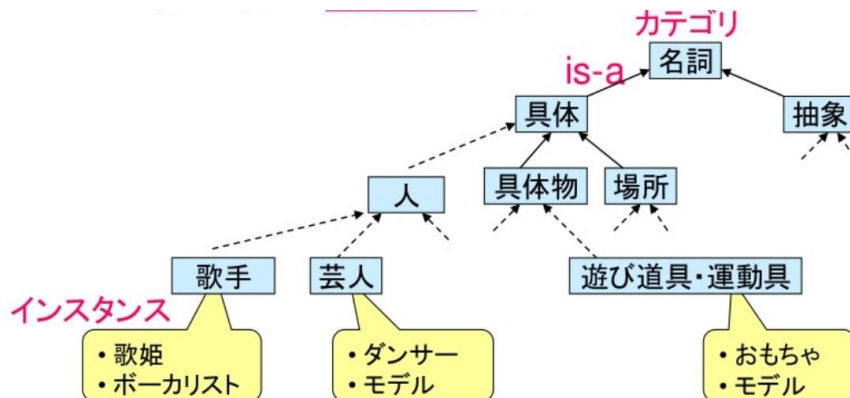 カテゴリ
名詞
is-a
具体
抽象
人
具体物
場所
歌手
芸人
遊び道具・運動具
インスタンス
・歌姫
・ボーカリスト
・ダンサー
・モデル
・おもちゃ
・モデル